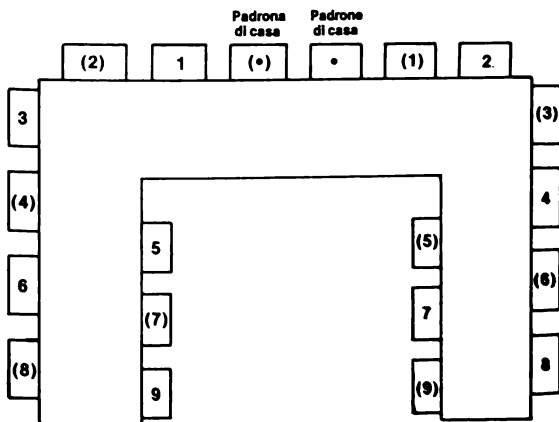 Padrona Padrone
di casa di casa
(2) 1 (•) • (1) 2.
3 (3)
(4) 4
5 (5)
6 (6)
(7) 7
(8) 8
9 (9)